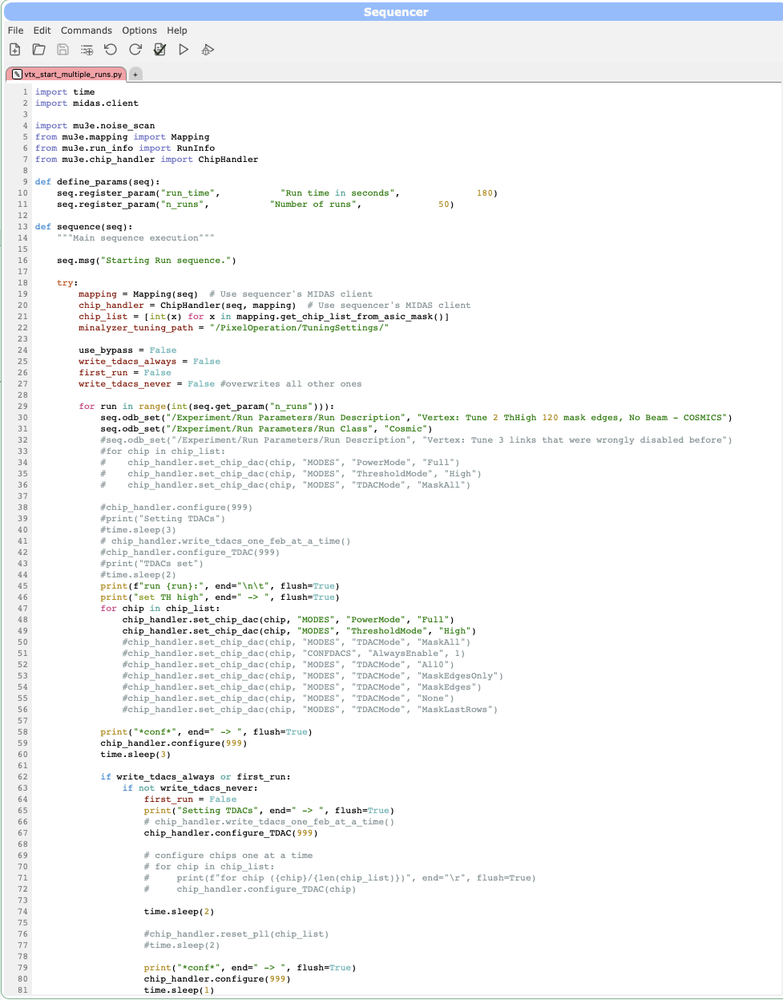 Sequencer
File Edit Commands Options Help
vtx_start_multiple_runs.py +
1 import time
2 import midas.client
3
4 import mu3e.noise_scan
5 from mu3e.mapping import Mapping
6 from mu3e.run_info import RunInfo
7 from mu3e.chip_handler import ChipHandler
8
9 def define_params(seq):
10     seq.register_param("run_time",           "Run time in seconds",              180)
11     seq.register_param("n_runs",           "Number of runs",              50)
12
13 def sequence(seq):
14     """Main sequence execution"""
15
16     seq.msg("Starting Run sequence.")
17
18     try:
19         mapping = Mapping(seq)  # Use sequencer's MIDAS client
20         chip_handler = ChipHandler(seq, mapping)  # Use sequencer's MIDAS client
21         chip_list = [int(x) for x in mapping.get_chip_list_from_asic_mask()]
22         minalyzer_tuning_path = "/PixelOperation/TuningSettings/"
23
24         use_bypass = False
25         write_tdacs_always = False
26         first_run = False
27         write_tdacs_never = False #overwrites all other ones
28
29         for run in range(int(seq.get_param("n_runs"))):
30             seq.odb_set("/Experiment/Run Parameters/Run Description", "Vertex: Tune 2 ThHigh 120 mask edges, No Beam - COSMICS")
31             seq.odb_set("/Experiment/Run Parameters/Run Class", "Cosmic")
32             #seq.odb_set("/Experiment/Run Parameters/Run Description", "Vertex: Tune 3 links that were wrongly disabled before")
33             #for chip in chip_list:
34             #    chip_handler.set_chip_dac(chip, "MODES", "PowerMode", "Full")
35             #    chip_handler.set_chip_dac(chip, "MODES", "ThresholdMode", "High")
36             #    chip_handler.set_chip_dac(chip, "MODES", "TDACMode", "MaskAll")
37
38             #chip_handler.configure(999)
39             #print("Setting TDACs")
40             #time.sleep(3)
41             # chip_handler.write_tdacs_one_feb_at_a_time()
42             #chip_handler.configure_TDAC(999)
43             #print("TDACs set")
44             #time.sleep(2)
45             print(f"run {run}:", end="\n\t", flush=True)
46             print("set TH high", end=" -> ", flush=True)
47             for chip in chip_list:
48                 chip_handler.set_chip_dac(chip, "MODES", "PowerMode", "Full")
49                 chip_handler.set_chip_dac(chip, "MODES", "ThresholdMode", "High")
50                 #chip_handler.set_chip_dac(chip, "MODES", "TDACMode", "MaskAll")
51                 #chip_handler.set_chip_dac(chip, "CONFDACS", "AlwaysEnable", 1)
52                 #chip_handler.set_chip_dac(chip, "MODES", "TDACMode", "All0")
53                 #chip_handler.set_chip_dac(chip, "MODES", "TDACMode", "MaskEdgesOnly")
54                 #chip_handler.set_chip_dac(chip, "MODES", "TDACMode", "MaskEdges")
55                 #chip_handler.set_chip_dac(chip, "MODES", "TDACMode", "None")
56                 #chip_handler.set_chip_dac(chip, "MODES", "TDACMode", "MaskLastRows")
57
58             print("*conf*", end=" -> ", flush=True)
59             chip_handler.configure(999)
60             time.sleep(3)
61
62             if write_tdacs_always or first_run:
63                 if not write_tdacs_never:
64                     first_run = False
65                     print("Setting TDACs", end=" -> ", flush=True)
66                     # chip_handler.write_tdacs_one_feb_at_a_time()
67                     chip_handler.configure_TDAC(999)
68
69                     # configure chips one at a time
70                     # for chip in chip_list:
71                     #     print(f"for chip ({chip}/{len(chip_list)})", end="\r", flush=True)
72                     #     chip_handler.configure_TDAC(chip)
73
74                     time.sleep(2)
75
76                     #chip_handler.reset_pll(chip_list)
77                     #time.sleep(2)
78
79                     print("*conf*", end=" -> ", flush=True)
80                     chip_handler.configure(999)
81                     time.sleep(1)